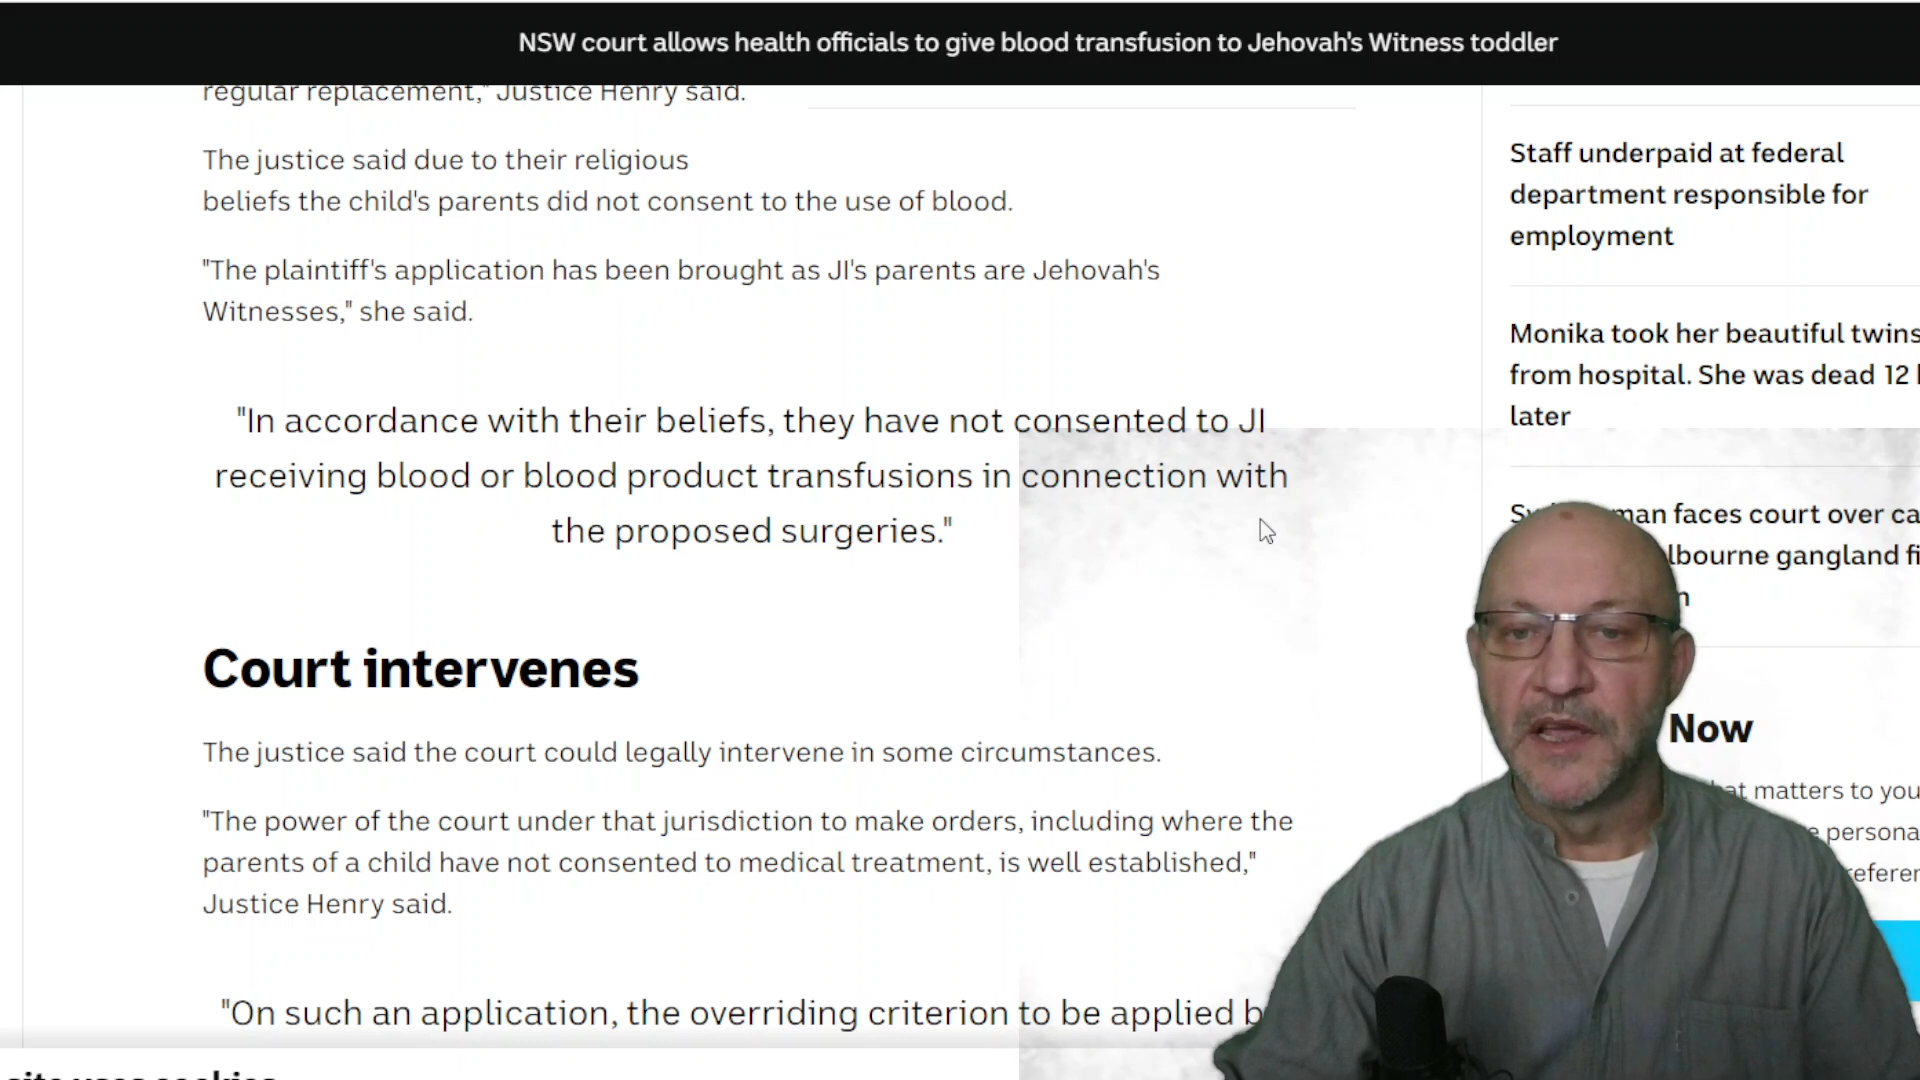 NSW court allows health officials to give blood transfusion to Jehovah's Witness toddler
regular replacement," Justice Henry said.
The justice said due to their religious
beliefs the child's parents did not consent to the use of blood.
"The plaintiff's application has been brought as JI's parents are Jehovah's
Witnesses," she said.
"In accordance with their beliefs, they have not consented to JI
receiving blood or blood product transfusions in connection with
the proposed surgeries."
Court intervenes
The justice said the court could legally intervene in some circumstances.
"The power of the court under that jurisdiction to make orders, including where the
parents of a child have not consented to medical treatment, is well established,"
Justice Henry said.
"On such an application, the overriding criterion to be applied
site uses cookies
Staff underpaid at federal
department responsible for
employment
Monika took her beautiful twins
from hospital. She was dead 12
later
man faces court over
gangland
Now
matters to you